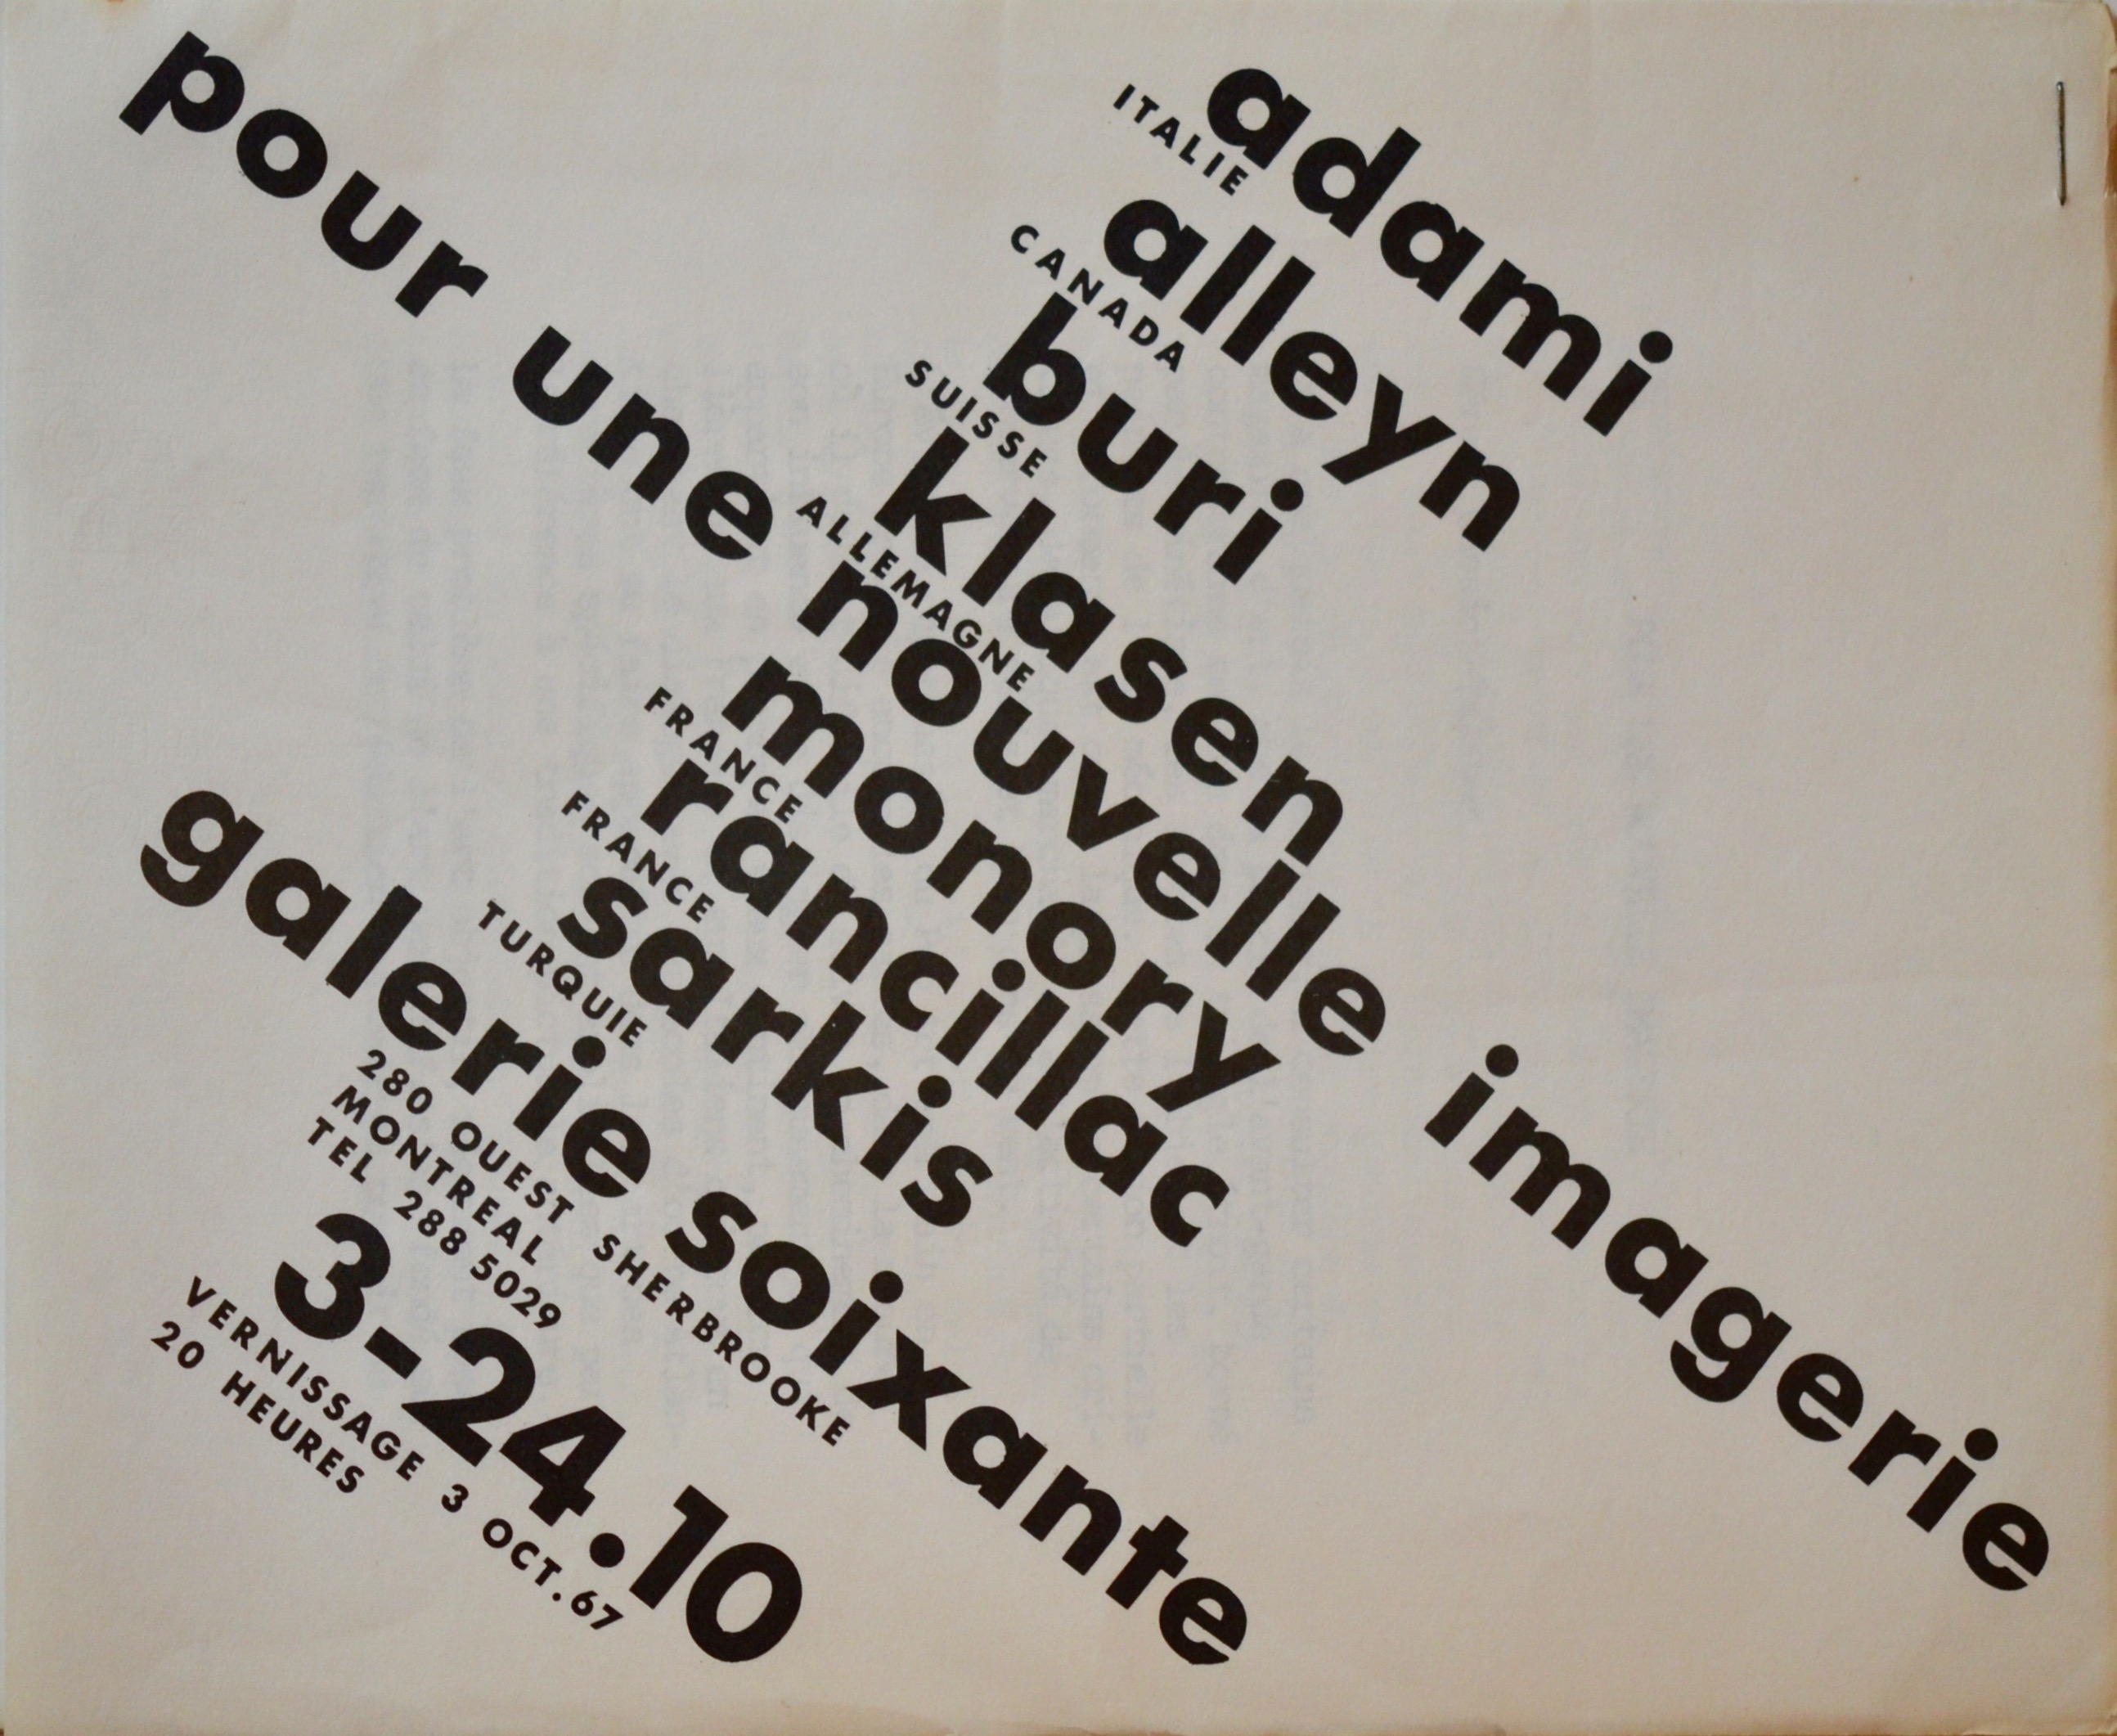 adami
ITALIE
alleyn
CANADA
buri
SUISSE
klasen
ALLEMAGNE
pour une nouvelle imagerie
monory
FRANCE
rancillac
FRANCE
sarkis
TURQUIE
galerie soixante
280 OUEST SHERBROOKE
MONTREAL
TEL 288 5029
3-24.10
VERNISSAGE 3 OCT.67
20 HEURES